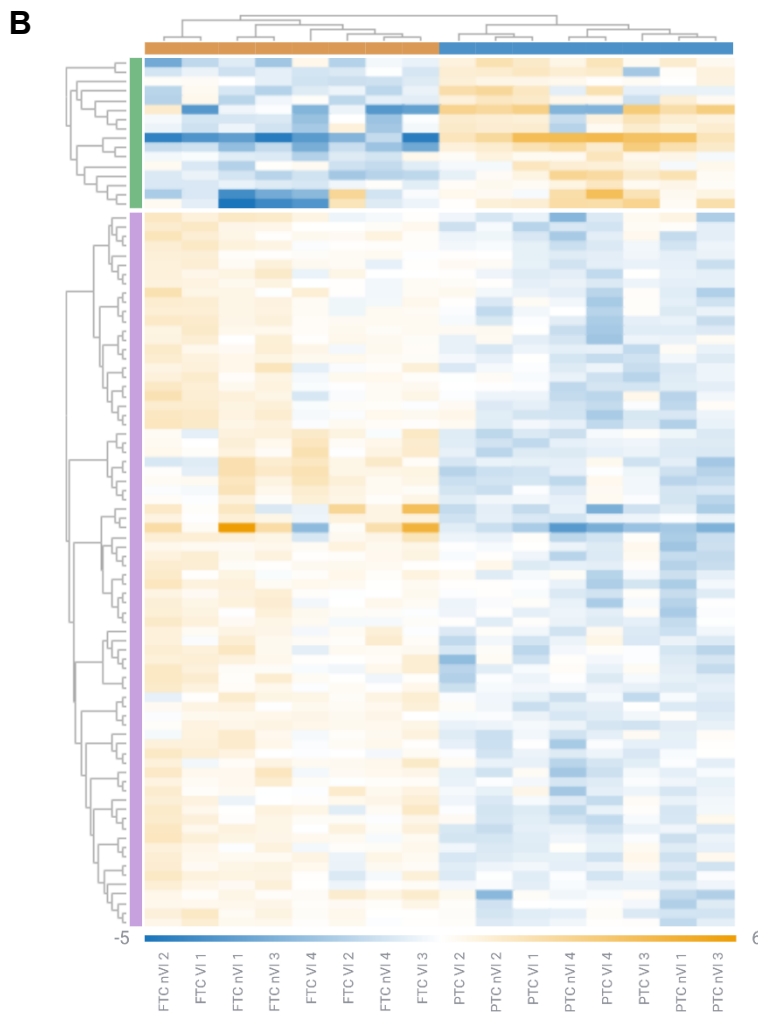 B
-5
6
FTC nVI 2
FTC VI 1
FTC nVI 1
FTC nVI 3
FTC VI 4
FTC VI 2
FTC nVI 4
FTC VI 3
PTC VI 2
PTC nVI 2
PTC VI 1
PTC nVI 4
PTC VI 4
PTC VI 3
PTC nVI 1
PTC nVI 3